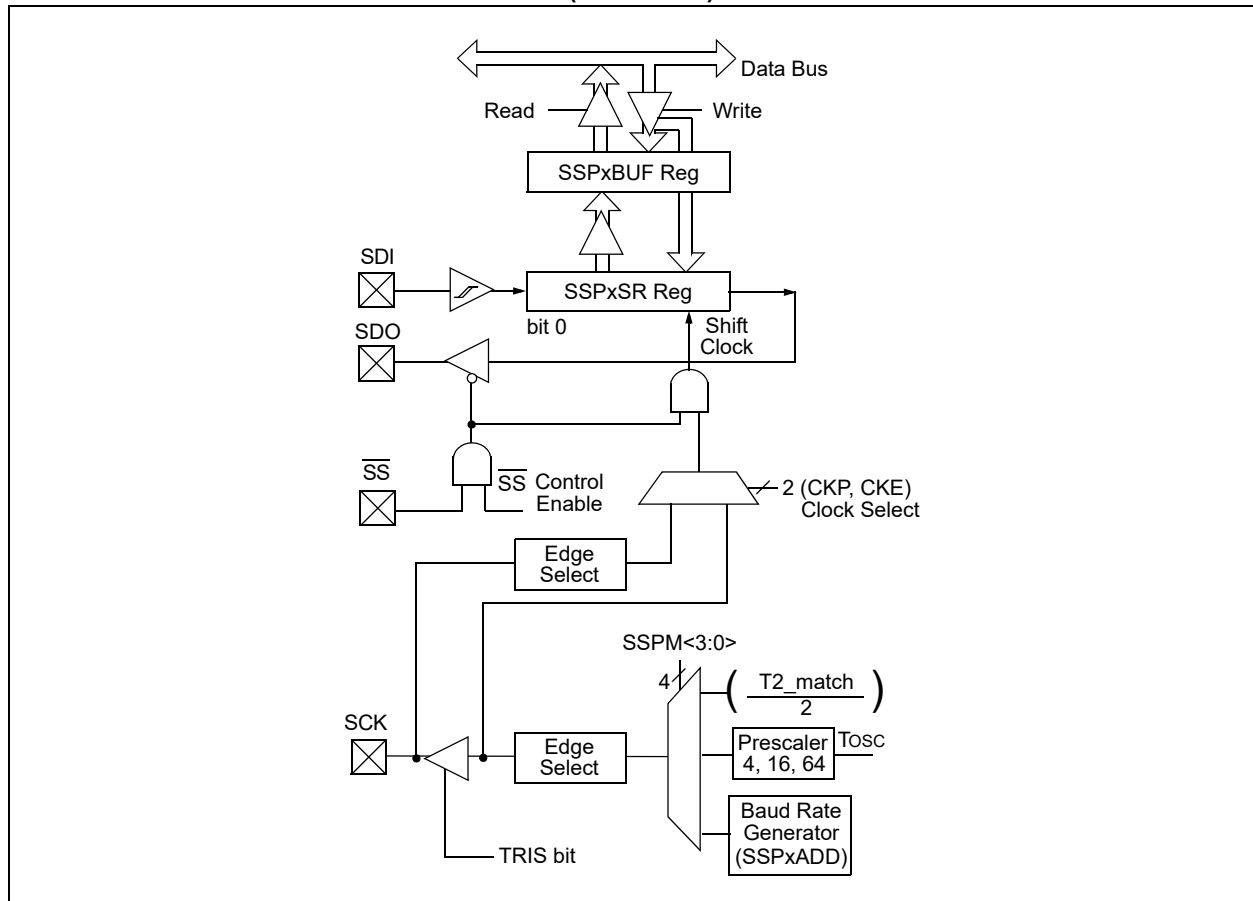 Data Bus
Read
Write
SSPxBUF Reg
SDI
SSPxSR Reg
SDO
bit 0
Shift
Clock
SS
SS Control
Enable
2 (CKP, CKE)
Clock Select
Edge
Select
SSPM<3:0>
4
( T2_match )
2
SCK
Edge
Select
Prescaler
4, 16, 64
TOSC
Baud Rate
Generator
(SSPxADD)
TRIS bit